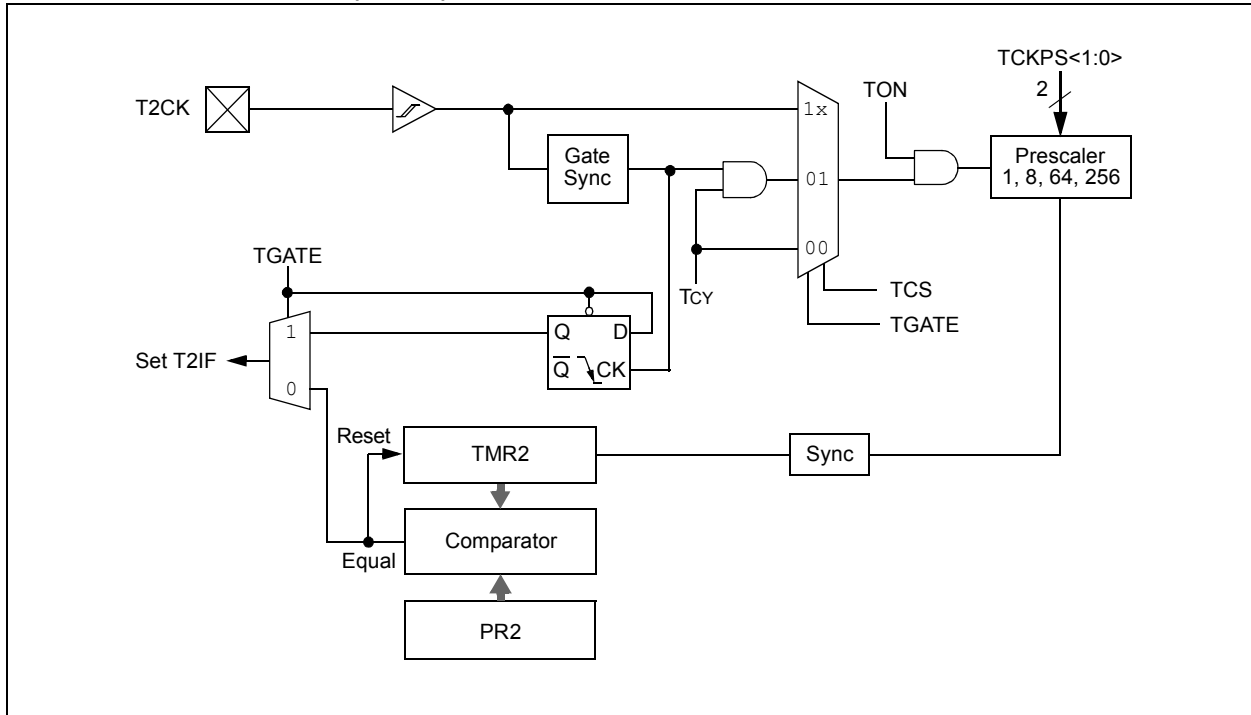 TCKPS<1:0>
2
T2CK
1x
TON
Gate
Sync
01
Prescaler
1, 8, 64, 256
00
TGATE
TCY
TCS
TGATE
1
Q
D
Set T2IF
Q
CK
0
Reset
TMR2
Sync
Equal
Comparator
PR2